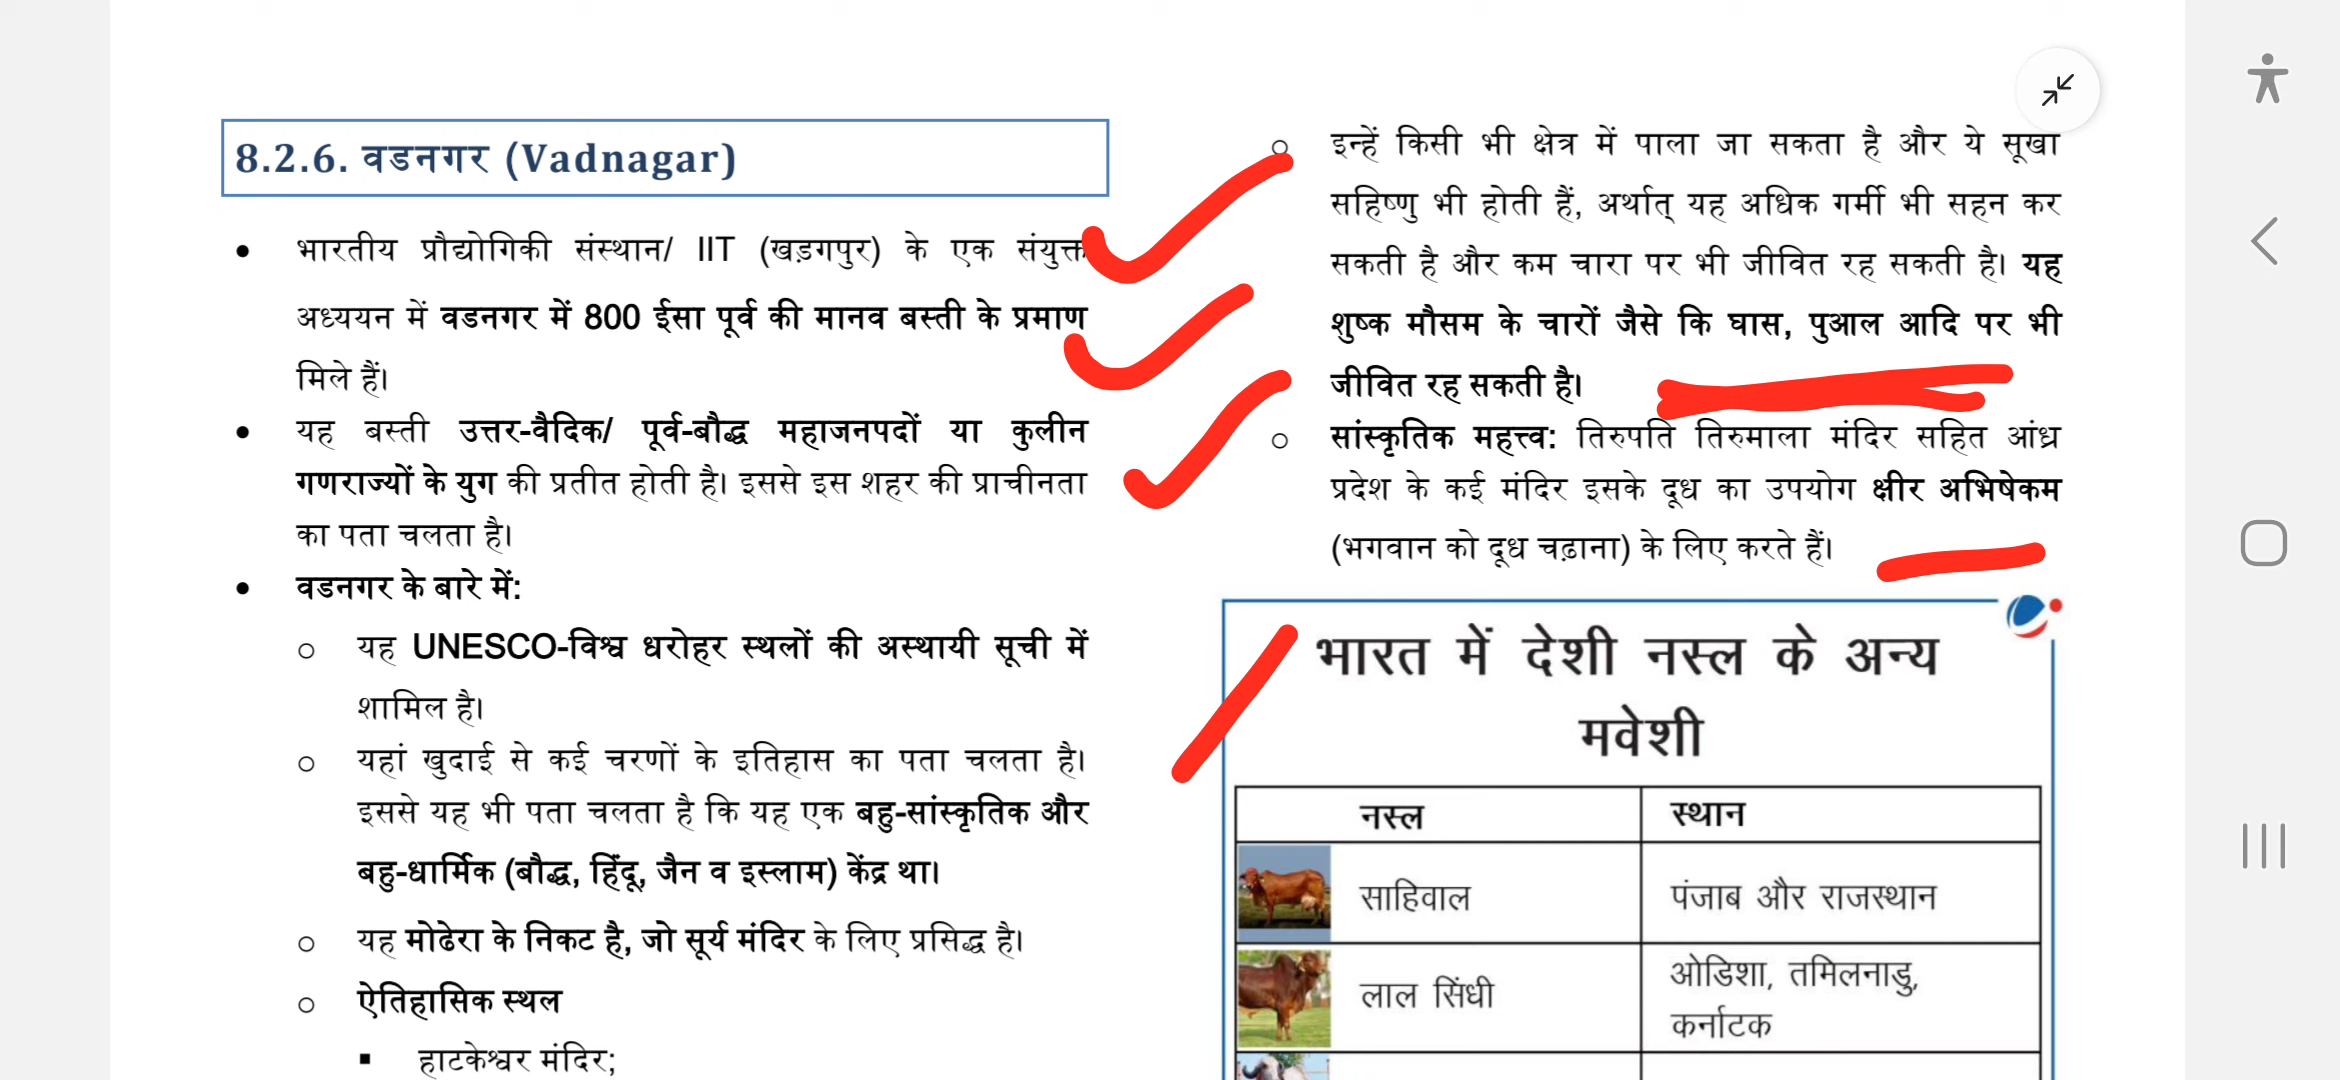 8.2.6. वडनगर (Vadnagar)
• भारतीय प्रौद्योगिकी संस्थान/ IIT (खड़गपुर) के एक संयुक्त
अध्ययन में वडनगर में 800 ईसा पूर्व की मानव बस्ती के प्रमाण
मिले हैं।
• यह बस्ती उत्तर-वैदिक/ पूर्व-बौद्ध महाजनपदों या कुलीन
गणराज्यों के युग की प्रतीत होती है। इससे इस शहर की प्राचीनता
का पता चलता है।
• वडनगर के बारे में:
o यह UNESCO-विश्व धरोहर स्थलों की अस्थायी सूची में
शामिल है।
o यहां खुदाई से कई चरणों के इतिहास का पता चलता है।
इससे यह भी पता चलता है कि यह एक बहु-सांस्कृतिक और
बहु-धार्मिक (बौद्ध, हिंदू, जैन व इस्लाम) केंद्र था।
o यह मोढेरा के निकट है, जो सूर्य मंदिर के लिए प्रसिद्ध है।
o ऐतिहासिक स्थल
▪ हाटकेश्वर मंदिर;
o इन्हें किसी भी क्षेत्र में पाला जा सकता है और ये सूखा
सहिष्णु भी होती हैं, अर्थात् यह अधिक गर्मी भी सहन कर
सकती है और कम चारा पर भी जीवित रह सकती है। यह
शुष्क मौसम के चारों जैसे कि घास, पुआल आदि पर भी
जीवित रह सकती है।
o सांस्कृतिक महत्त्व: तिरुपति तिरुमाला मंदिर सहित आंध्र
प्रदेश के कई मंदिर इसके दूध का उपयोग क्षीर अभिषेकम
(भगवान को दूध चढ़ाना) के लिए करते हैं।
भारत में देशी नस्ल के अन्य
मवेशी
नस्ल स्थान
साहिवाल पंजाब और राजस्थान
लाल सिंधी ओडिशा, तमिलनाडु,
कर्नाटक